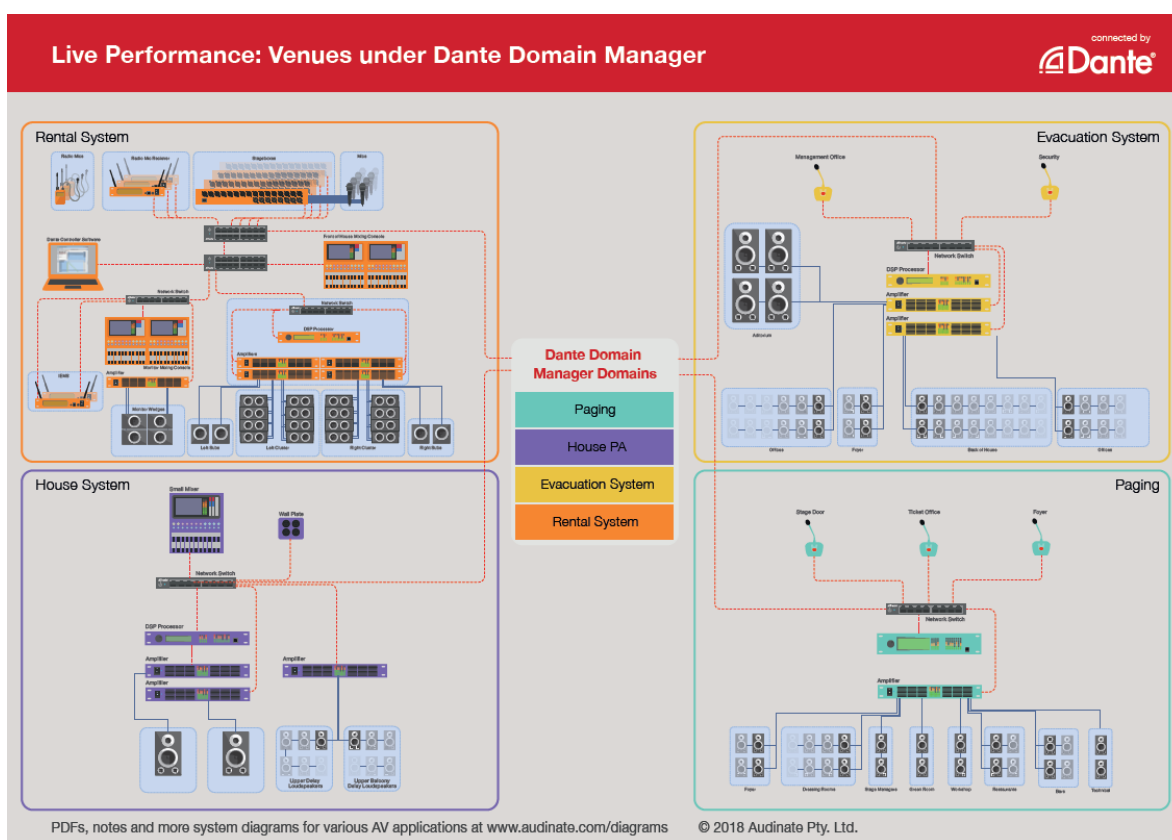 Live Performance: Venues under Dante Domain Manager
connected by
Dante®
Rental System
Radio Mics
Radio Mic Receiver
Stageboxes
Mics
Dante Controller Software
Front of House Mixing Console
Network Switch
Network Switch
DSP Processor
Monitor Mixing Console
Amplifier
Amplifiers
IEMS
Monitor Wedges
Left Subs
Left Cluster
Right Cluster
Right Subs
Evacuation System
Management Office
Security
Network Switch
DSP Processor
Amplifier
Amplifier
Auditorium
Offices
Foyer
Back of House
Offices
Dante Domain
Manager Domains
Paging
House PA
Evacuation System
Rental System
House System
Small Mixer
Wall Plate
Network Switch
DSP Processor
Amplifier
Amplifier
Amplifier
Upper Delay
Loudspeakers
Upper Balcony
Delay Loudspeakers
Paging
Stage Door
Ticket Office
Foyer
Network Switch
Amplifier
Foyer
Dressing Rooms
Stage Managers
Green Room
Workshop
Restaurants
Bars
Technical
PDFs, notes and more system diagrams for various AV applications at www.audinate.com/diagrams
© 2018 Audinate Pty. Ltd.